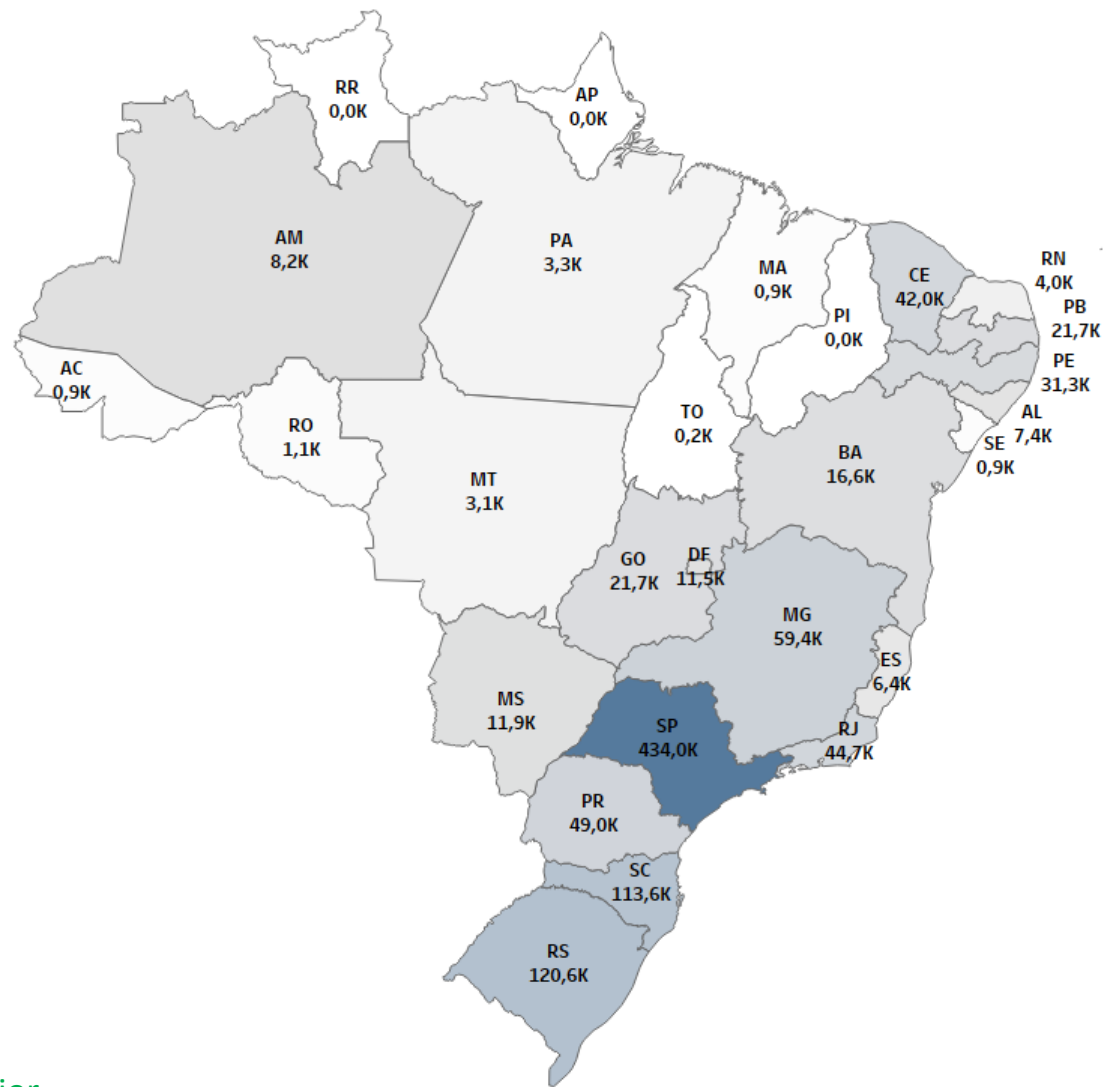 RR
0,0K
AP
0,0K
AM
8,2K
PA
3,3K
MA
0,9K
PI
0,0K
CE
42,0K
RN
4,0K
PB
21,7K
PE
31,3K
AL
7,4K
SE
0,9K
AC
0,9K
RO
1,1K
TO
0,2K
BA
16,6K
MT
3,1K
GO
21,7K
DF
11,5K
MG
59,4K
ES
6,4K
MS
11,9K
SP
434,0K
RJ
44,7K
PR
49,0K
SC
113,6K
RS
120,6K